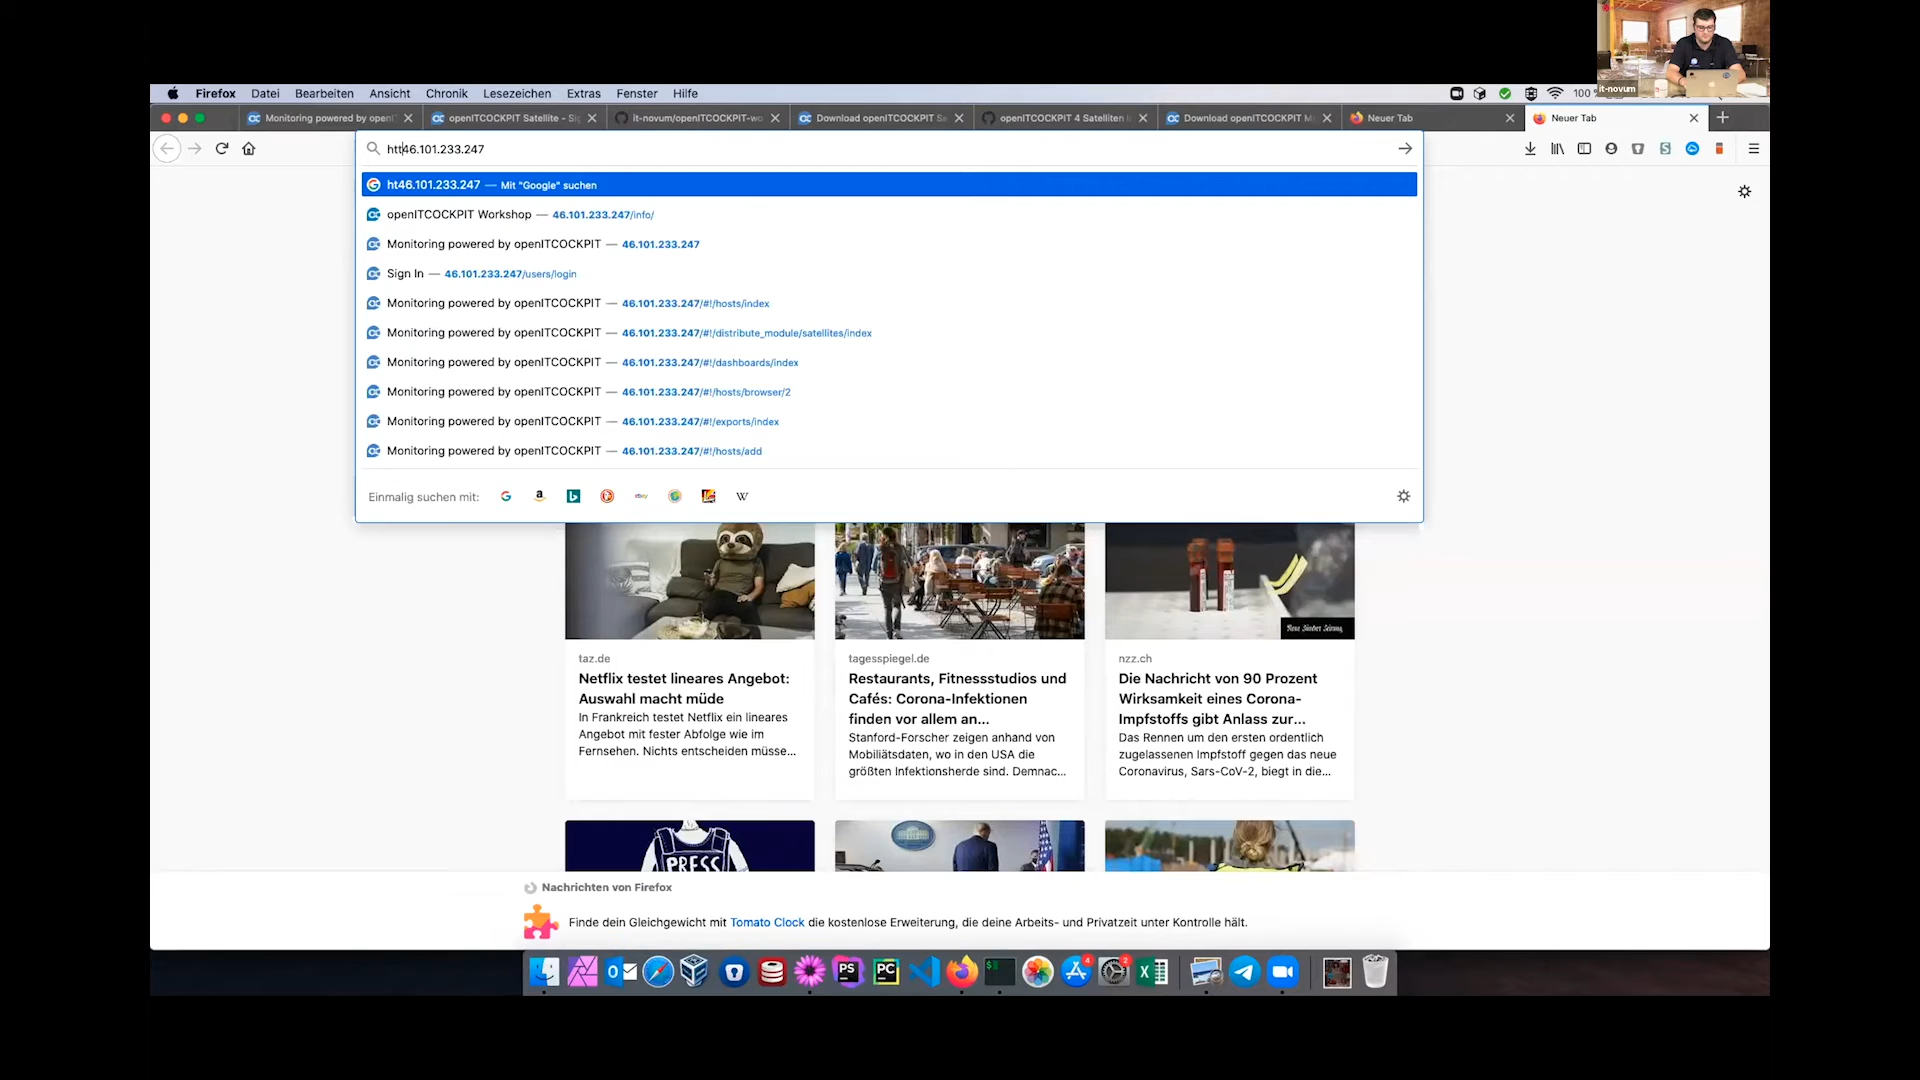 it-novum
Firefox Datei Bearbeiten Ansicht Chronik Lesezeichen Extras Fenster Hilfe
100
Monitoring powered by openIT
openITCOCKPIT Satellite - Si
it-novum/openITCOCKPIT-wo
Download openITCOCKPIT Se
openITCOCKPIT 4 Satelliten
Download openITCOCKPIT M
Neuer Tab
Neuer Tab
htt46.101.233.247
ht46.101.233.247 — Mit "Google" suchen
openITCOCKPIT Workshop — 46.101.233.247/info/
Monitoring powered by openITCOCKPIT — 46.101.233.247
Sign In — 46.101.233.247/users/login
Monitoring powered by openITCOCKPIT — 46.101.233.247/#!/hosts/index
Monitoring powered by openITCOCKPIT — 46.101.233.247/#!/distribute_module/satellites/index
Monitoring powered by openITCOCKPIT — 46.101.233.247/#!/dashboards/index
Monitoring powered by openITCOCKPIT — 46.101.233.247/#!/hosts/browser/2
Monitoring powered by openITCOCKPIT — 46.101.233.247/#!/exports/index
Monitoring powered by openITCOCKPIT — 46.101.233.247/#!/hosts/add
Einmalig suchen mit:
Neue Zürcher Zeitung
taz.de
Netflix testet lineares Angebot:
Auswahl macht müde
In Frankreich testet Netflix ein lineares
Angebot mit fester Abfolge wie im
Fernsehen. Nichts entscheiden müsse...
tagesspiegel.de
Restaurants, Fitnessstudios und
Cafés: Corona-Infektionen
finden vor allem an...
Stanford-Forscher zeigen anhand von
Mobiliätsdaten, wo in den USA die
größten Infektionsherde sind. Demnac...
nzz.ch
Die Nachricht von 90 Prozent
Wirksamkeit eines Corona-
Impfstoffs gibt Anlass zur...
Das Rennen um den ersten ordentlich
zugelassenen Impfstoff gegen das neue
Coronavirus, Sars-CoV-2, biegt in die...
PRESS
Nachrichten von Firefox
Finde dein Gleichgewicht mit Tomato Clock die kostenlose Erweiterung, die deine Arbeits- und Privatzeit unter Kontrolle hält.
PS
PC
4
2